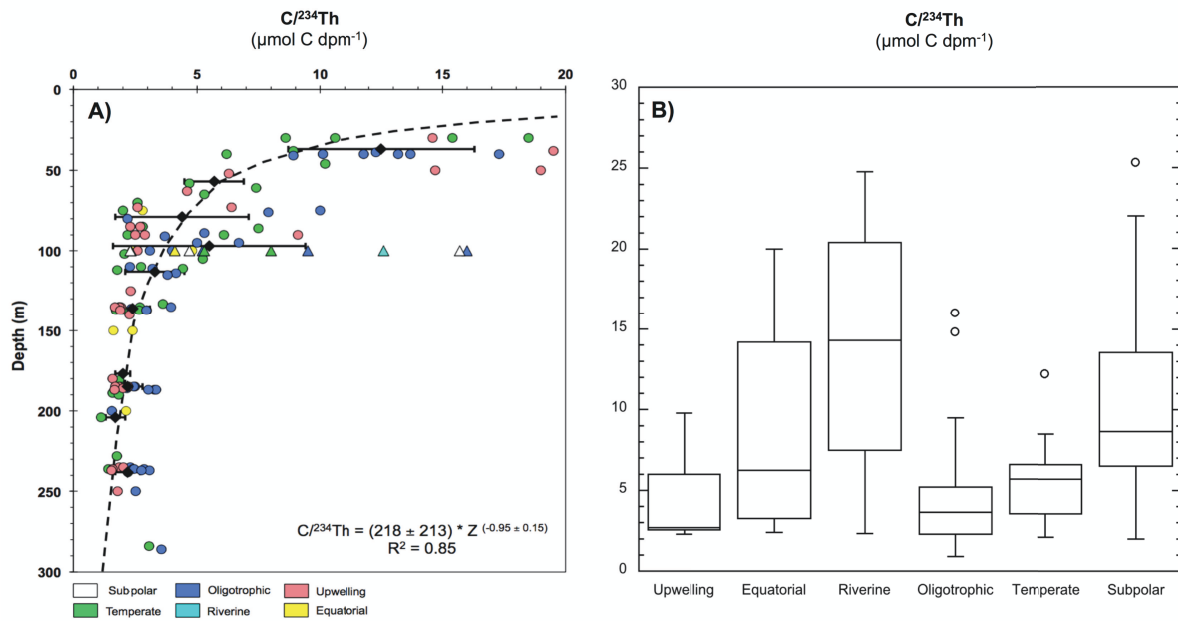 C/²³⁴Th
(µmol C dpm⁻¹)
0 5 10 15 20
A)
Depth (m)
0
50
100
150
200
250
300
C/²³⁴Th = (218 ± 213) * Z (-0.95 ± 0.15)
R² = 0.85
Subpolar Oligotrophic Upwelling
Temperate Riverine Equatorial
C/²³⁴Th
(µmol C dpm⁻¹)
B)
30
25
20
15
10
5
0
Upwelling Equatorial Riverine Oligotrophic Temperate Subpolar